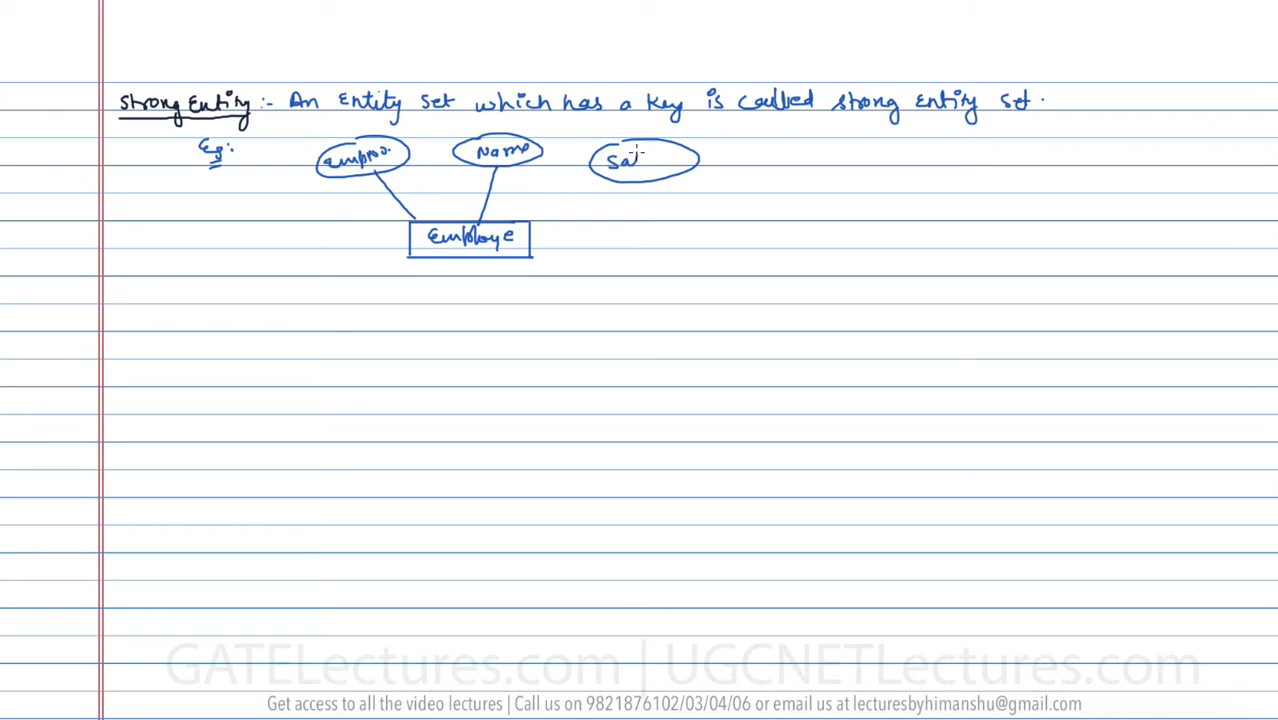 Strong Entity :- An Entity set which has a key is called strong entity set.
Eg:
empno. Name Sa
Employe
GATELectures.com | UGCNETLectures.com
Get access to all the video lectures | Call us on 9821876102/03/04/06 or email us at lecturesbyhimanshu@gmail.com